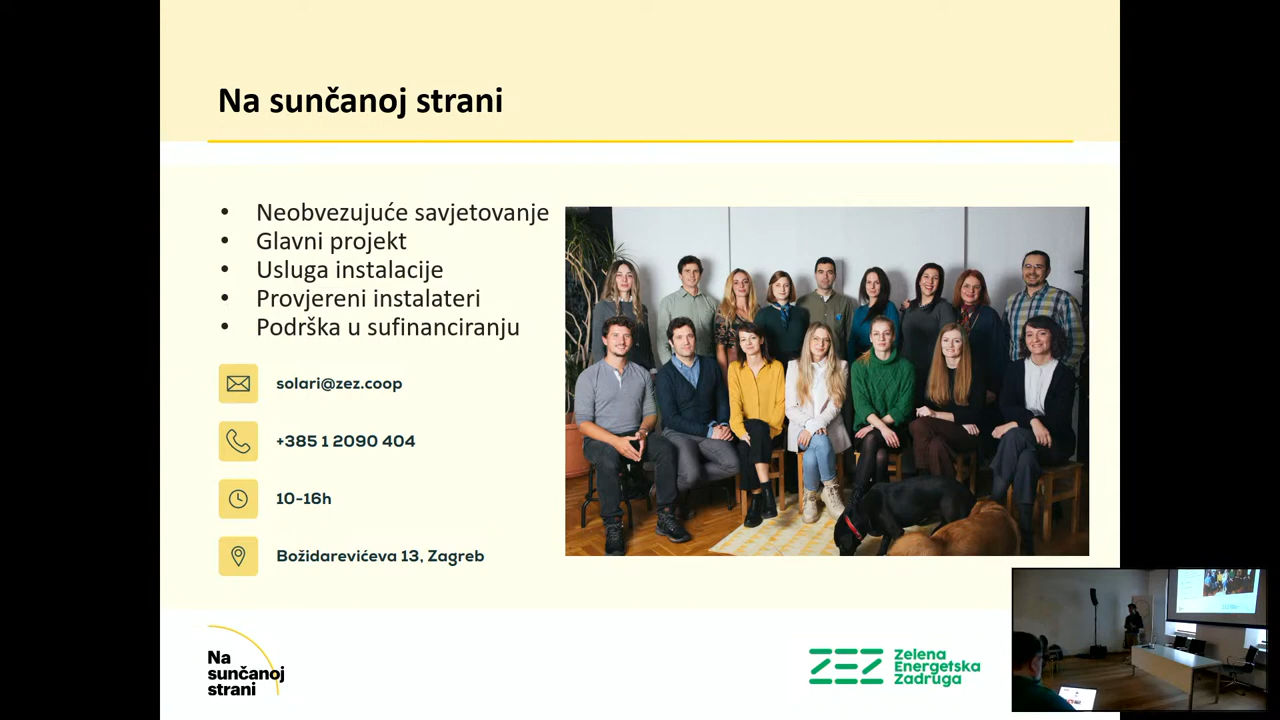 Na sunčanoj strani
• Neobvezujuće savjetovanje
• Glavni projekt
• Usluga instalacije
• Provjereni instalateri
• Podrška u sufinanciranju
solari@zez.coop
+385 1 2090 404
10-16h
Božidarevićeva 13, Zagreb
Na
sunčanoj
strani
ZEZ
Zelena
Energetska
Zadruga